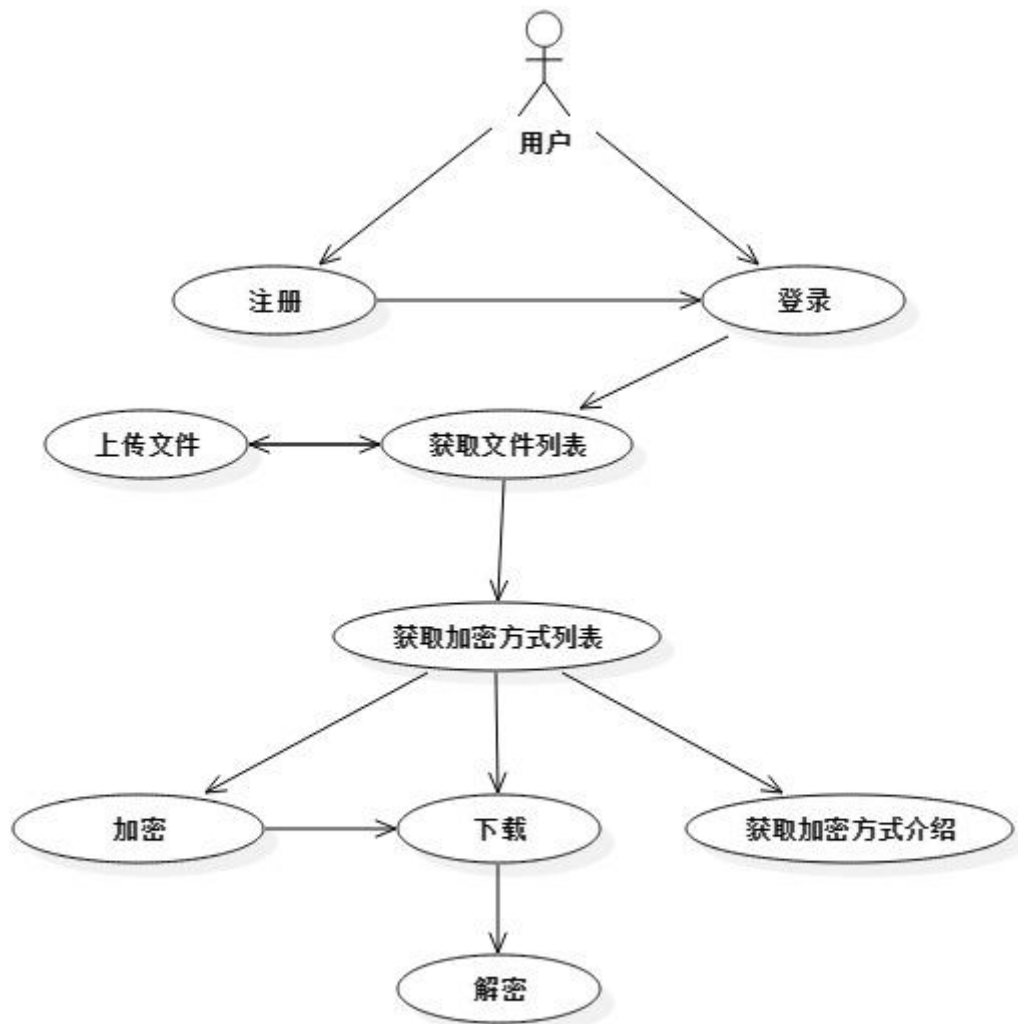 用户
注册
登录
上传文件
获取文件列表
获取加密方式列表
加密
下载
获取加密方式介绍
解密